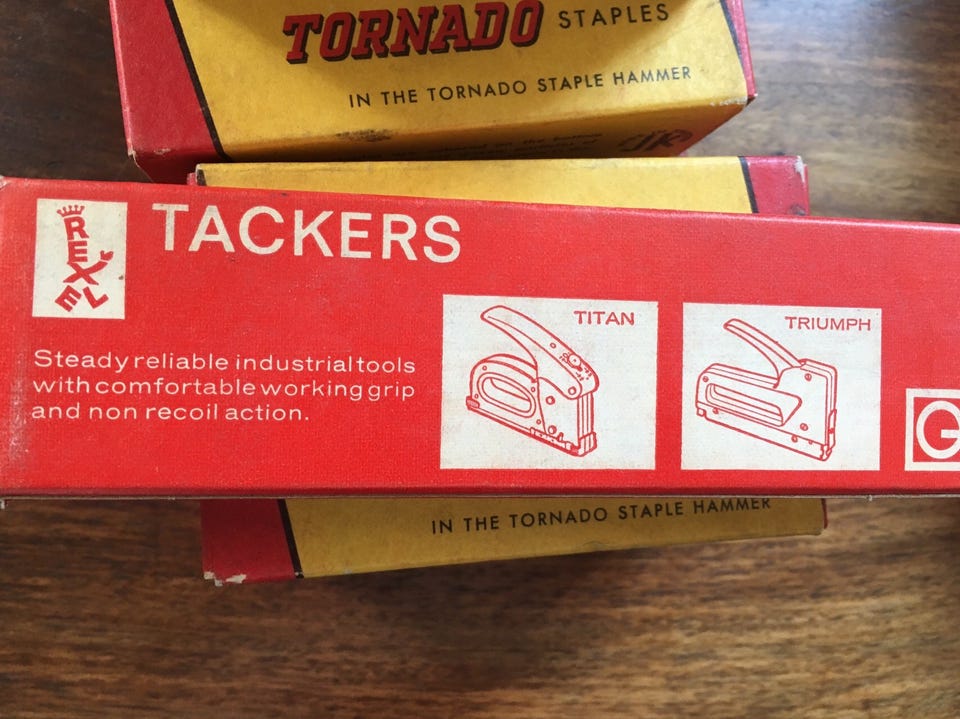 TORNADO STAPLES
IN THE TORNADO STAPLE HAMMER
REXEL
TACKERS
Steady reliable industrial tools
with comfortable working grip
and non recoil action.
TITAN
TRIUMPH
G
IN THE TORNADO STAPLE HAMMER